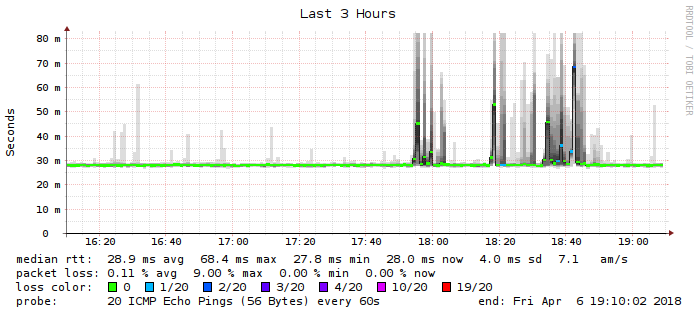 Last 3 Hours
RRDTOOL / TOBI OETIKER
Seconds
80 m
70 m
60 m
50 m
40 m
30 m
20 m
10 m
0
16:20 16:40 17:00 17:20 17:40 18:00 18:20 18:40 19:00
median rtt: 28.9 ms avg 68.4 ms max 27.8 ms min 28.0 ms now 4.0 ms sd 7.1 am/s
packet loss: 0.11 % avg 9.00 % max 0.00 % min 0.00 % now
loss color: 0 1/20 2/20 3/20 4/20 10/20 19/20
probe: 20 ICMP Echo Pings (56 Bytes) every 60s end: Fri Apr 6 19:10:02 2018